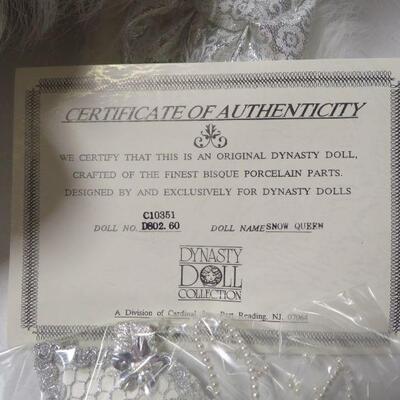 CERTIFICATE OF AUTHENTICITY
WE CERTIFY THAT THIS IS AN ORIGINAL DYNASTY DOLL,
CRAFTED OF THE FINEST BISQUE PORCELAIN PARTS.
DESIGNED BY AND EXCLUSIVELY FOR DYNASTY DOLLS
C10351
DOLL NO. D802.60 DOLL NAME SNOW QUEEN
DYNASTY
DOLL
COLLECTION
A Division of Cardinal Inc. Port Reading, NJ. 07064